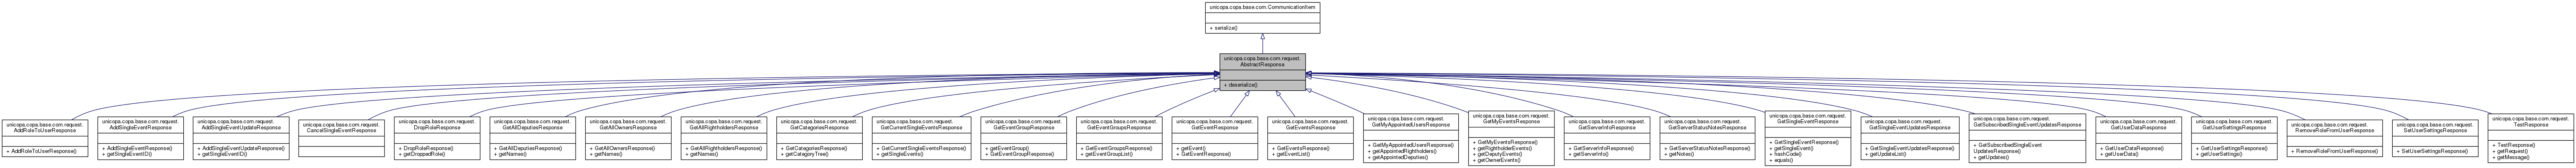 unicopa.copa.base.com.CommunicationItem
+ serialize()
unicopa.copa.base.com.request.
AbstractResponse
+ deserialize()
unicopa.copa.base.com.request.
AddRoleToUserResponse
+ AddRoleToUserResponse()
unicopa.copa.base.com.request.
AddSingleEventResponse
+ AddSingleEventResponse()
+ getSingleEventID()
unicopa.copa.base.com.request.
AddSingleEventUpdateResponse
+ AddSingleEventUpdateResponse()
+ getSingleEventID()
unicopa.copa.base.com.request.
CancelSingleEventResponse
unicopa.copa.base.com.request.
DropRoleResponse
+ DropRoleResponse()
+ getDroppedRole()
unicopa.copa.base.com.request.
GetAllDeputiesResponse
+ GetAllDeputiesResponse()
+ getNames()
unicopa.copa.base.com.request.
GetAllOwnersResponse
+ GetAllOwnersResponse()
+ getNames()
unicopa.copa.base.com.request.
GetAllRightholdersResponse
+ GetAllRightholdersResponse()
+ getNames()
unicopa.copa.base.com.request.
GetCategoriesResponse
+ GetCategoriesResponse()
+ getCategoryTree()
unicopa.copa.base.com.request.
GetCurrentSingleEventsResponse
+ GetCurrentSingleEventsResponse()
+ getSingleEvents()
unicopa.copa.base.com.request.
GetEventGroupResponse
+ getEventGroup()
+ GetEventGroupResponse()
unicopa.copa.base.com.request.
GetEventGroupsResponse
+ GetEventGroupsResponse()
+ getEventGroupList()
unicopa.copa.base.com.request.
GetEventResponse
+ getEvent()
+ GetEventResponse()
unicopa.copa.base.com.request.
GetEventsResponse
+ GetEventsResponse()
+ getEventList()
unicopa.copa.base.com.request.
GetMyAppointedUsersResponse
+ GetMyAppointedUsersResponse()
+ getAppointedRightholders()
+ getAppointedDeputies()
unicopa.copa.base.com.request.
GetMyEventsResponse
+ GetMyEventsResponse()
+ getRightholderEvents()
+ getDeputyEvents()
+ getOwnerEvents()
unicopa.copa.base.com.request.
GetServerInfoResponse
+ GetServerInfoResponse()
+ getServerInfo()
unicopa.copa.base.com.request.
GetServerStatusNotesResponse
+ GetServerStatusNotesResponse()
+ getNotes()
unicopa.copa.base.com.request.
GetSingleEventResponse
+ GetSingleEventResponse()
+ getSingleEvent()
+ hashCode()
+ equals()
unicopa.copa.base.com.request.
GetSingleEventUpdatesResponse
+ GetSingleEventUpdatesResponse()
+ getUpdateList()
unicopa.copa.base.com.request.
GetSubscribedSingleEventUpdatesResponse
+ GetSubscribedSingleEvent
UpdatesResponse()
+ getUpdates()
unicopa.copa.base.com.request.
GetUserDataResponse
+ GetUserDataResponse()
+ getUserData()
unicopa.copa.base.com.request.
GetUserSettingsResponse
+ GetUserSettingsResponse()
+ getUserSettings()
unicopa.copa.base.com.request.
RemoveRoleFromUserResponse
+ RemoveRoleFromUserResponse()
unicopa.copa.base.com.request.
SetUserSettingsResponse
+ SetUserSettingsResponse()
unicopa.copa.base.com.request.
TestResponse
+ TestResponse()
+ getRequest()
+ getMessage()